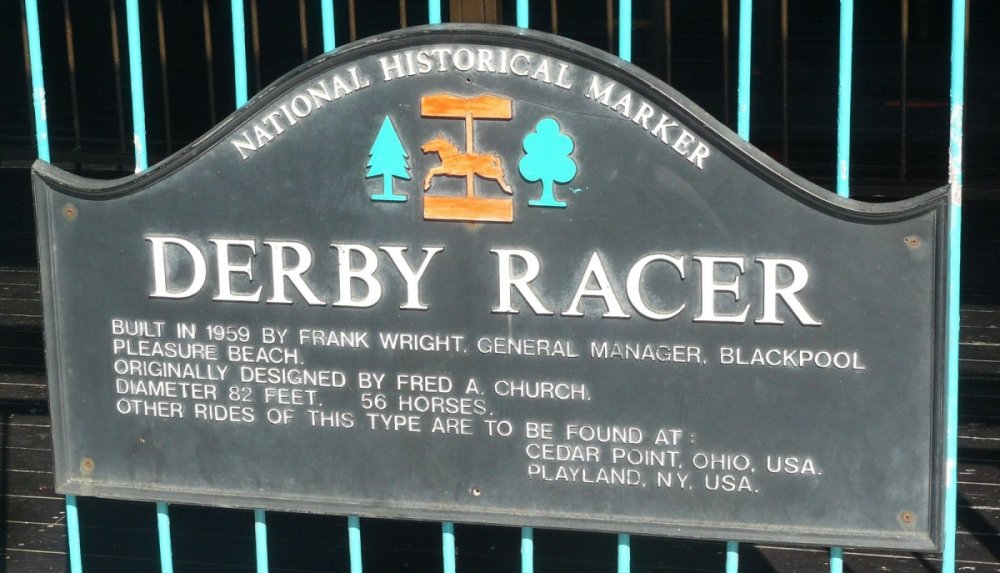 NATIONAL HISTORICAL MARKER
DERBY RACER
BUILT IN 1959 BY FRANK WRIGHT, GENERAL MANAGER, BLACKPOOL
PLEASURE BEACH.
ORIGINALLY DESIGNED BY FRED A. CHURCH.
DIAMETER 82 FEET. 56 HORSES.
OTHER RIDES OF THIS TYPE ARE TO BE FOUND AT :
CEDAR POINT, OHIO, USA.
PLAYLAND, NY, USA.